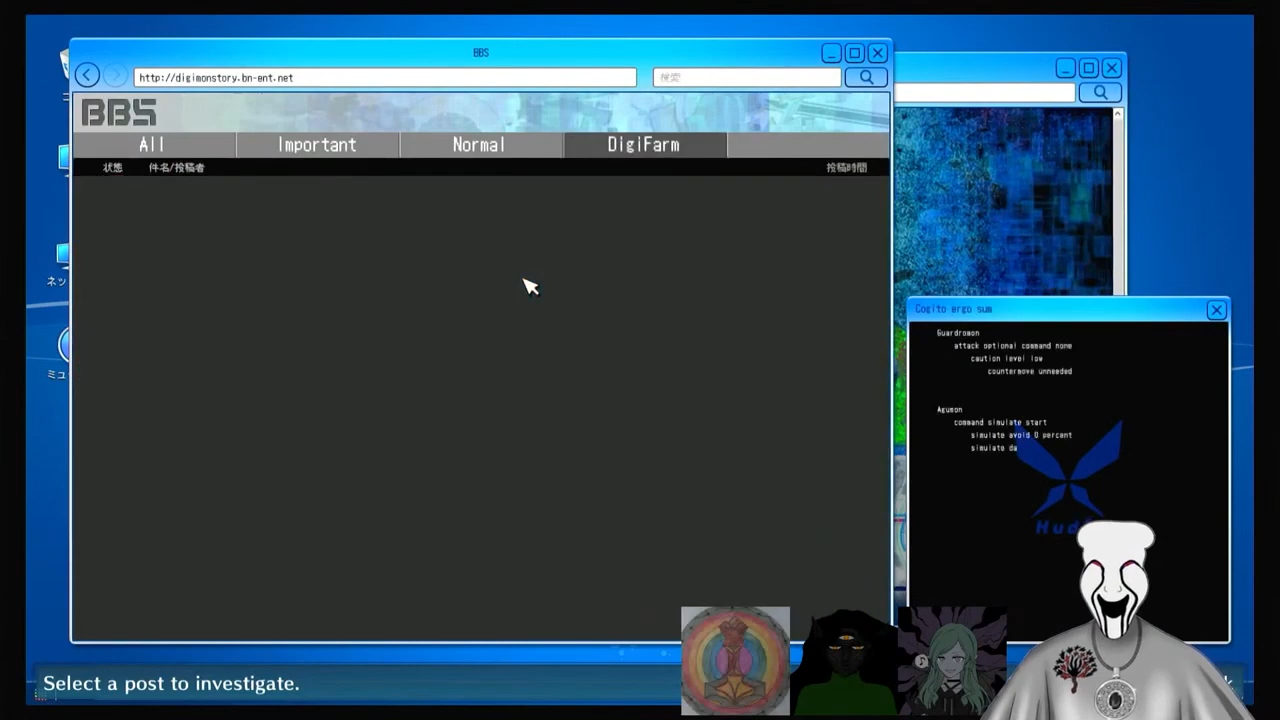 BBS
http://digimonstory.bn-ent.net
検索
BBS
All
Important
Normal
DigiFarm
状態
件名/投稿者
投稿時間
Cogito ergo sum
Guardromon
attack optional command none
caution level low
countermove unneeded
Agumon
command simulate start
simulate avoid 0 percent
simulate da
Select a post to investigate.